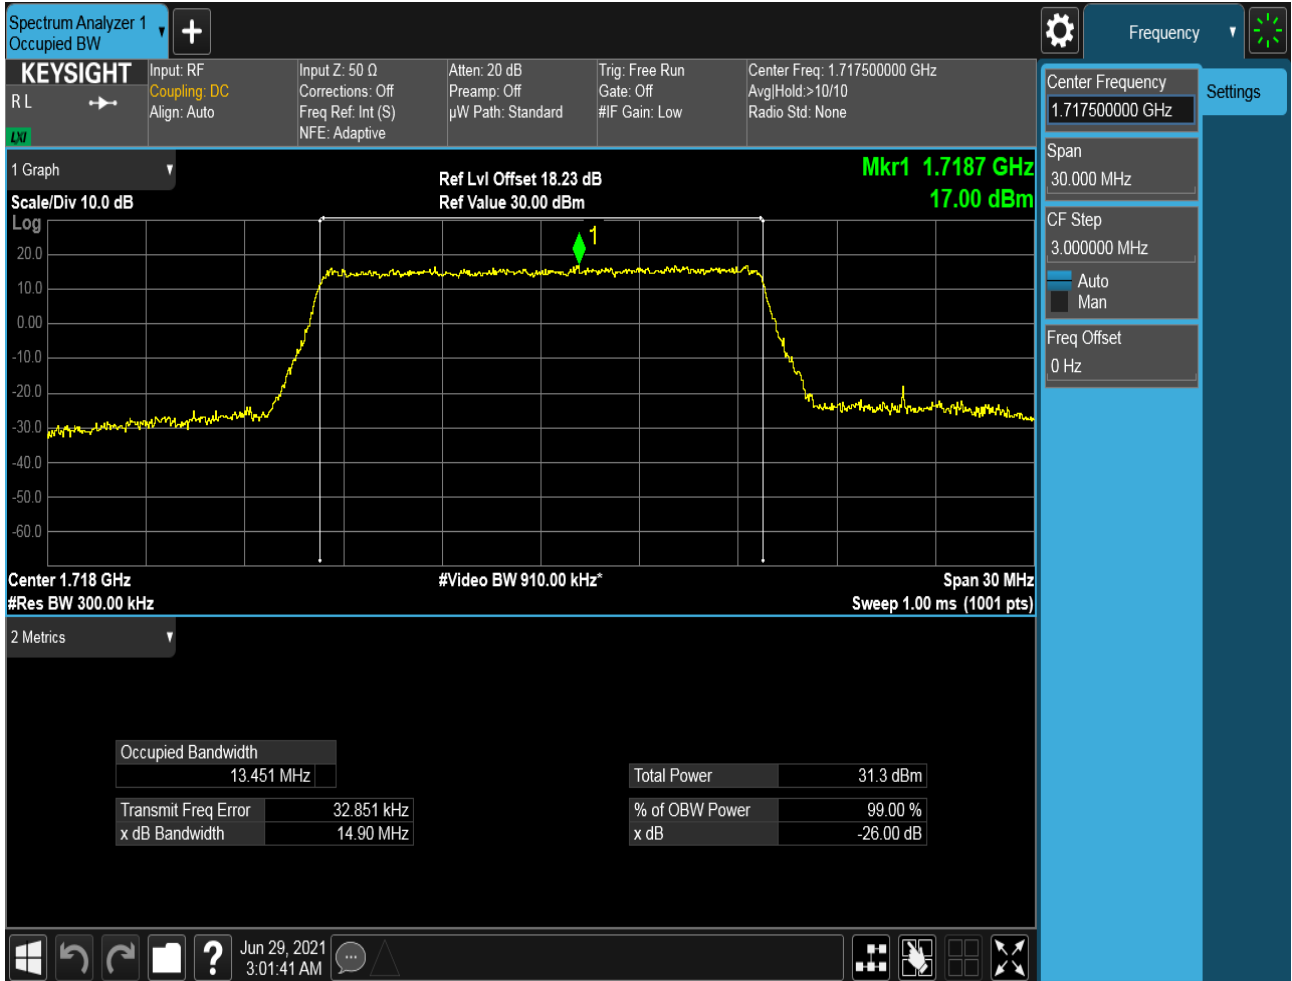 Spectrum Analyzer 1
Occupied BW
Frequency
KEYSIGHT
R L
LXI
Input: RF
Coupling: DC
Align: Auto
Input Z: 50 Ω
Corrections: Off
Freq Ref: Int (S)
NFE: Adaptive
Atten: 20 dB
Preamp: Off
µW Path: Standard
Trig: Free Run
Gate: Off
#IF Gain: Low
Center Freq: 1.717500000 GHz
Avg|Hold:>10/10
Radio Std: None
Center Frequency
1.717500000 GHz
Settings
Span
30.000 MHz
CF Step
3.000000 MHz
Auto
Man
Freq Offset
0 Hz
1 Graph
Scale/Div 10.0 dB
Ref Lvl Offset 18.23 dB
Ref Value 30.00 dBm
Mkr1 1.7187 GHz
17.00 dBm
Log
1
20.0
10.0
0.00
-10.0
-20.0
-30.0
-40.0
-50.0
-60.0
Center 1.718 GHz
#Res BW 300.00 kHz
#Video BW 910.00 kHz*
Span 30 MHz
Sweep 1.00 ms (1001 pts)
2 Metrics
Occupied Bandwidth
13.451 MHz
Transmit Freq Error 32.851 kHz
x dB Bandwidth 14.90 MHz
Total Power 31.3 dBm
% of OBW Power 99.00 %
x dB -26.00 dB
?
Jun 29, 2021
3:01:41 AM